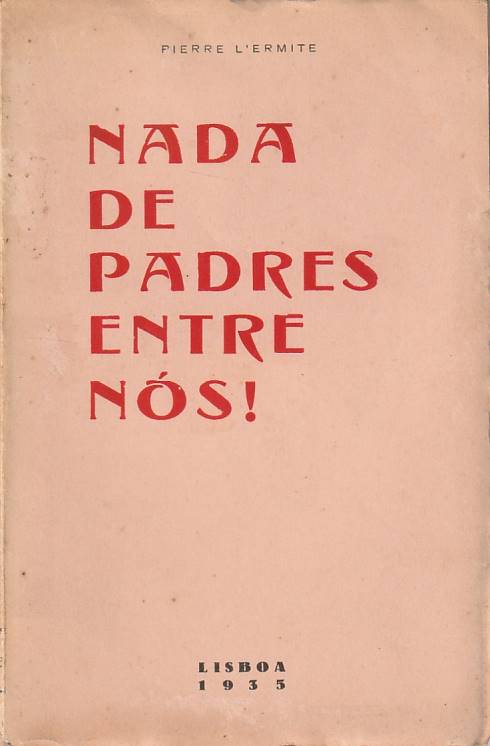 PIERRE L'ERMITE
NADA
DE
PADRES
ENTRE
NÓS!
LISBOA
1935